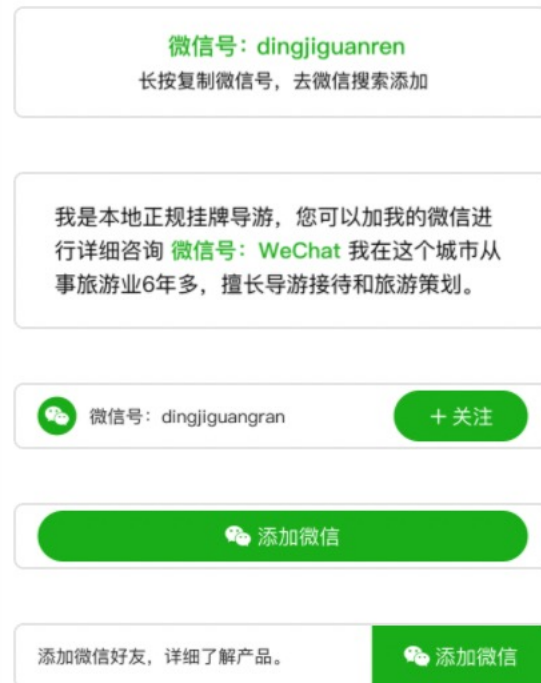 微信号：dingjiguanren
长按复制微信号，去微信搜索添加
我是本地正规挂牌导游，您可以加我的微信进
行详细咨询 微信号：WeChat 我在这个城市从
事旅游业6年多，擅长导游接待和旅游策划。
微信号：dingjiguangran
+关注
添加微信
添加微信好友，详细了解产品。
添加微信